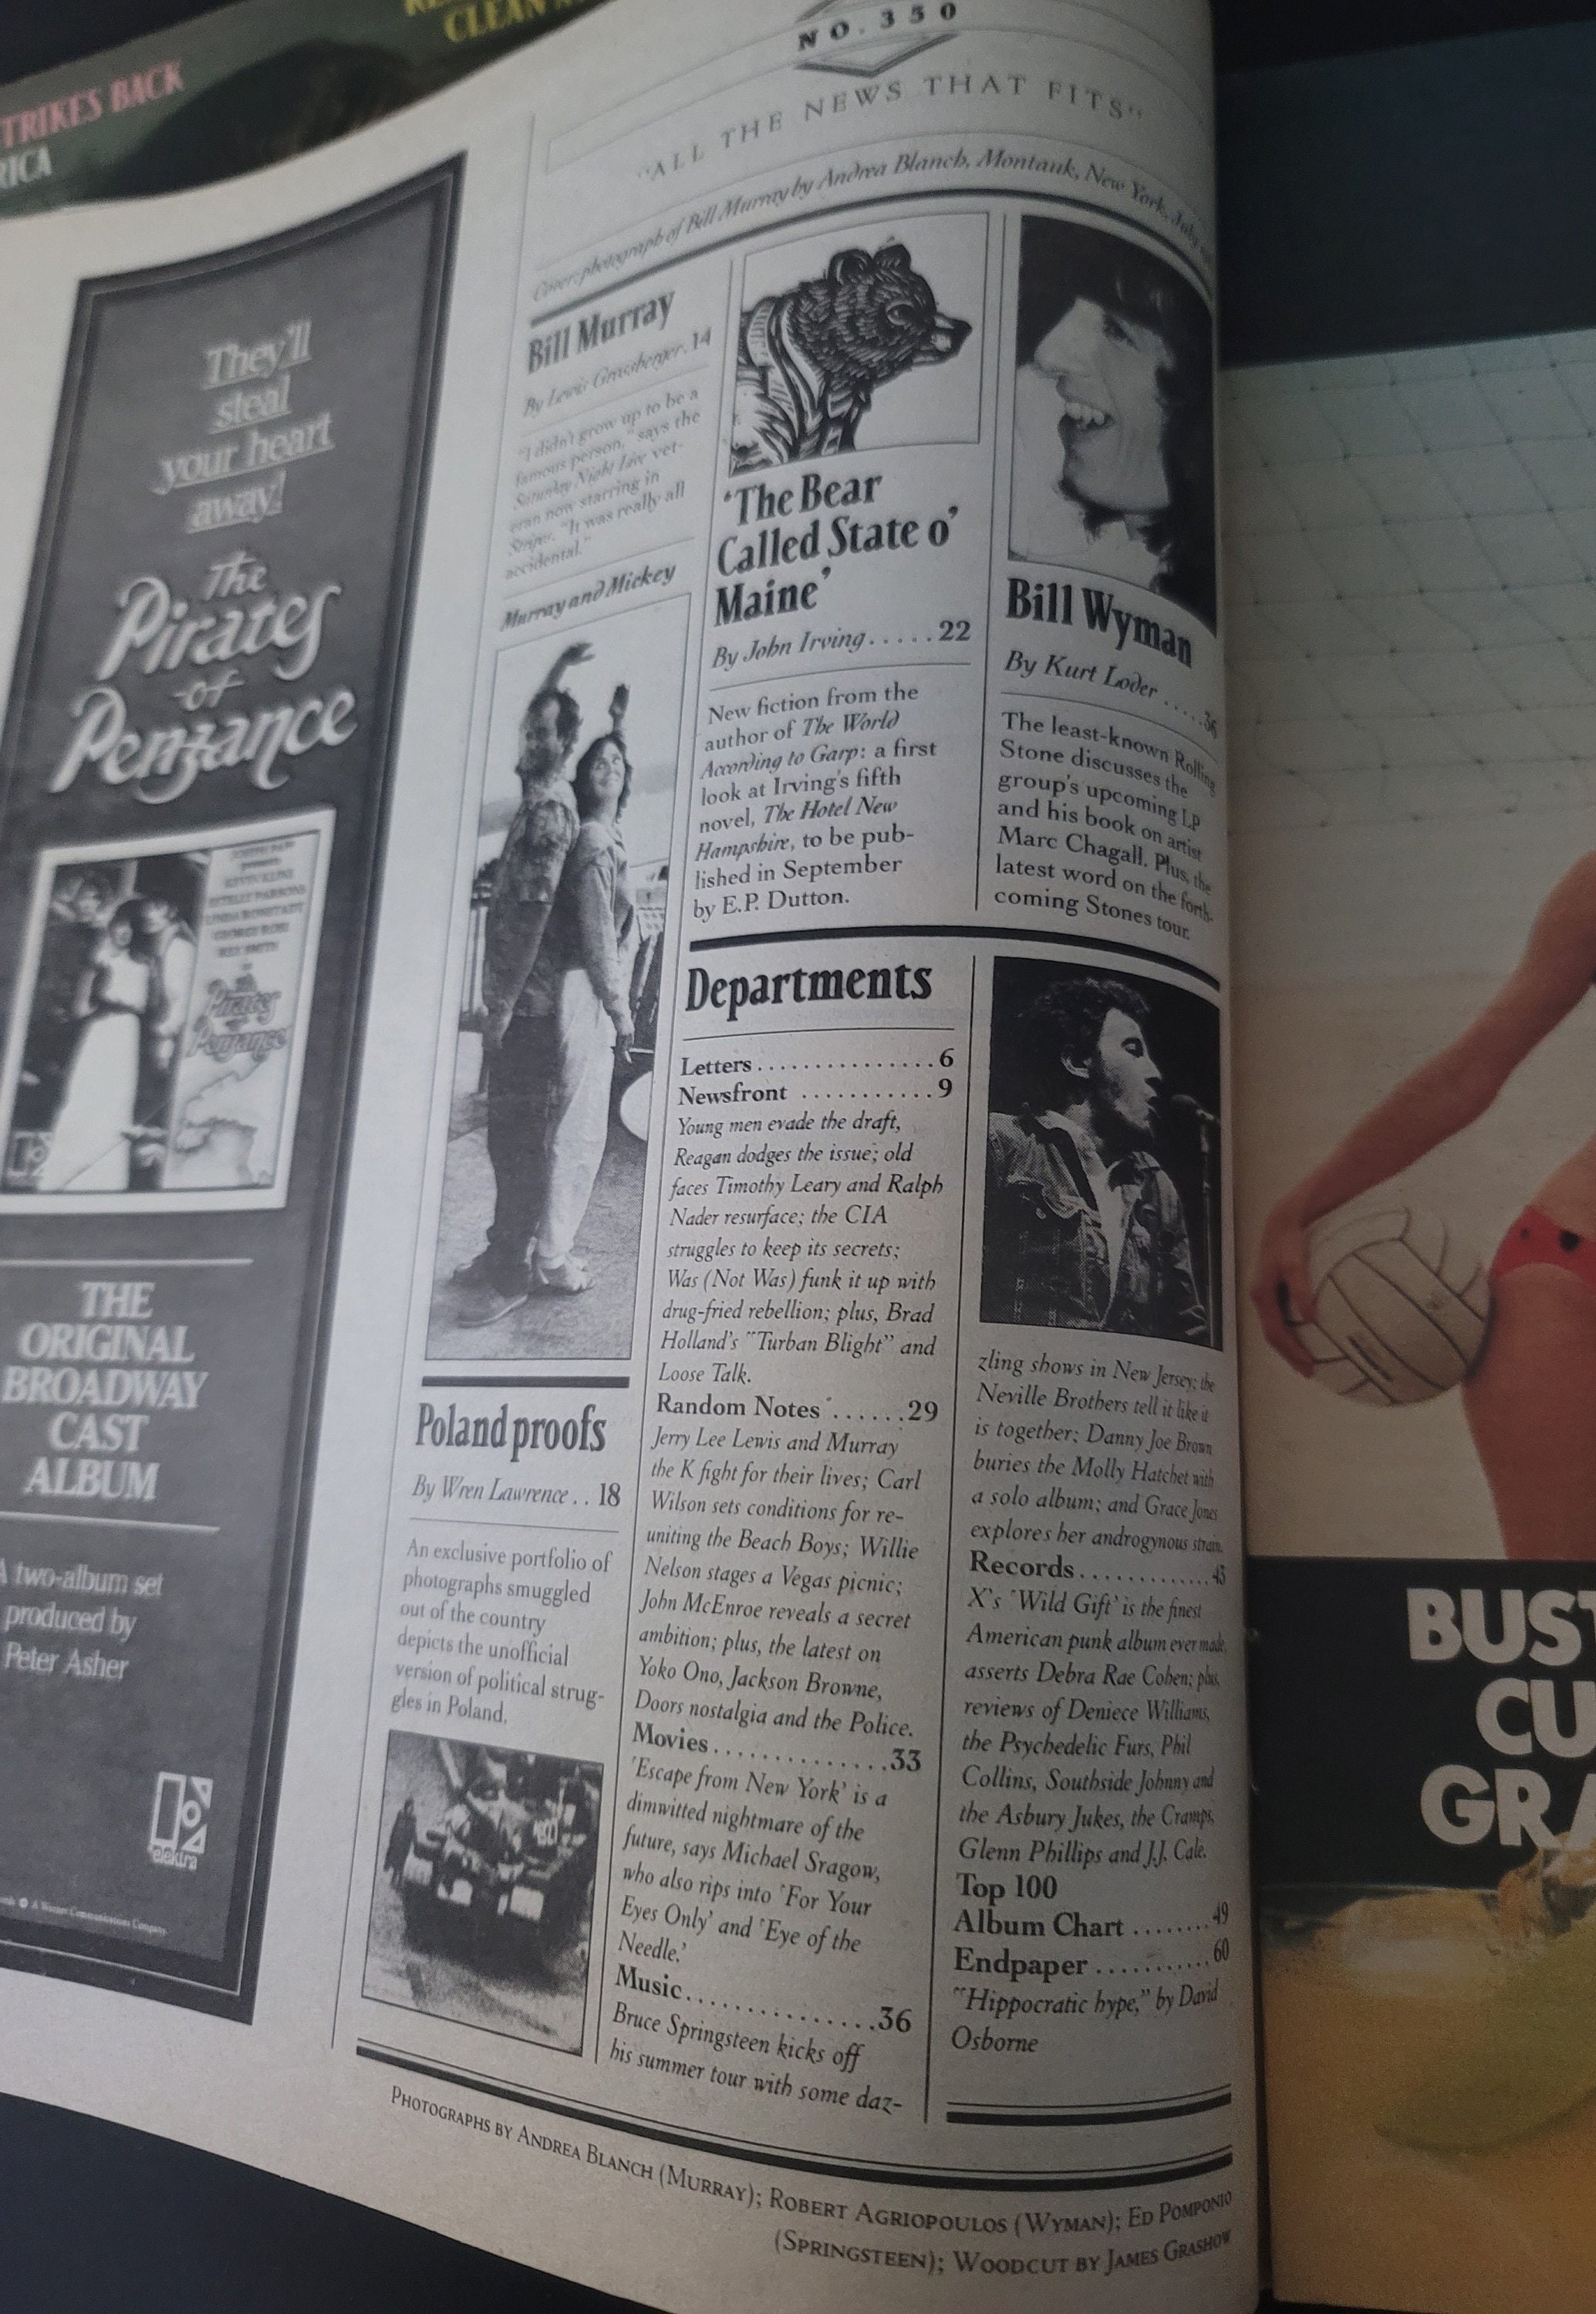 STRIKES BACK
CLEAN
They'll
steal
your heart
away!
The
Pirates
of
Penzance
The
Pirates
of
Penzance
THE
ORIGINAL
BROADWAY
CAST
ALBUM
A two-album set
produced by
Peter Asher
elektra
A Warner Communications Company
NO. 350
"ALL THE NEWS THAT FITS"
Cover: photograph of Bill Murray by Andrea Blanch, Montauk, New York, July
Bill Murray
By Lewis Grossberger. 14
"I didn't grow up to be a
famous person," says the
Saturday Night Live vet-
eran now starring in
Stripes. "It was really all
accidental."
Murray and Mickey
Poland proofs
By Wren Lawrence . . 18
An exclusive portfolio of
photographs smuggled
out of the country
depicts the unofficial
version of political strug-
gles in Poland.
'The Bear
Called State o'
Maine'
By John Irving.....22
New fiction from the
author of The World
According to Garp: a first
look at Irving's fifth
novel, The Hotel New
Hampshire, to be pub-
lished in September
by E.P. Dutton.
Bill Wyman
By Kurt Loder .....36
The least-known Rolling
Stone discusses the
group's upcoming LP
and his book on artist
Marc Chagall. Plus, the
latest word on the forth-
coming Stones tour.
Departments
Letters...............6
Newsfront ...........9
Young men evade the draft,
Reagan dodges the issue; old
faces Timothy Leary and Ralph
Nader resurface; the CIA
struggles to keep its secrets;
Was (Not Was) funk it up with
drug-fried rebellion; plus, Brad
Holland's "Turban Blight" and
Loose Talk.
Random Notes ......29
Jerry Lee Lewis and Murray
the K fight for their lives; Carl
Wilson sets conditions for re-
uniting the Beach Boys; Willie
Nelson stages a Vegas picnic;
John McEnroe reveals a secret
ambition; plus, the latest on
Yoko Ono, Jackson Browne,
Doors nostalgia and the Police.
Movies..............33
'Escape from New York' is a
dimwitted nightmare of the
future, says Michael Sragow,
who also rips into 'For Your
Eyes Only' and 'Eye of the
Needle.'
Music...............36
Bruce Springsteen kicks off
his summer tour with some daz-
zling shows in New Jersey; the
Neville Brothers tell it like it
is together; Danny Joe Brown
buries the Molly Hatchet with
a solo album; and Grace Jones
explores her androgynous strain.
Records.............43
X's 'Wild Gift' is the finest
American punk album ever made,
asserts Debra Rae Cohen; plus,
reviews of Deniece Williams,
the Psychedelic Furs, Phil
Collins, Southside Johnny and
the Asbury Jukes, the Cramps,
Glenn Phillips and J.J. Cale.
Top 100
Album Chart ........49
Endpaper ...........60
"Hippocratic hype," by David
Osborne
PHOTOGRAPHS BY ANDREA BLANCH (MURRAY); ROBERT AGRIOPOULOS (WYMAN); ED POMPONIO
(SPRINGSTEEN); WOODCUT BY JAMES GRASHOW
BUST
CU
GRA